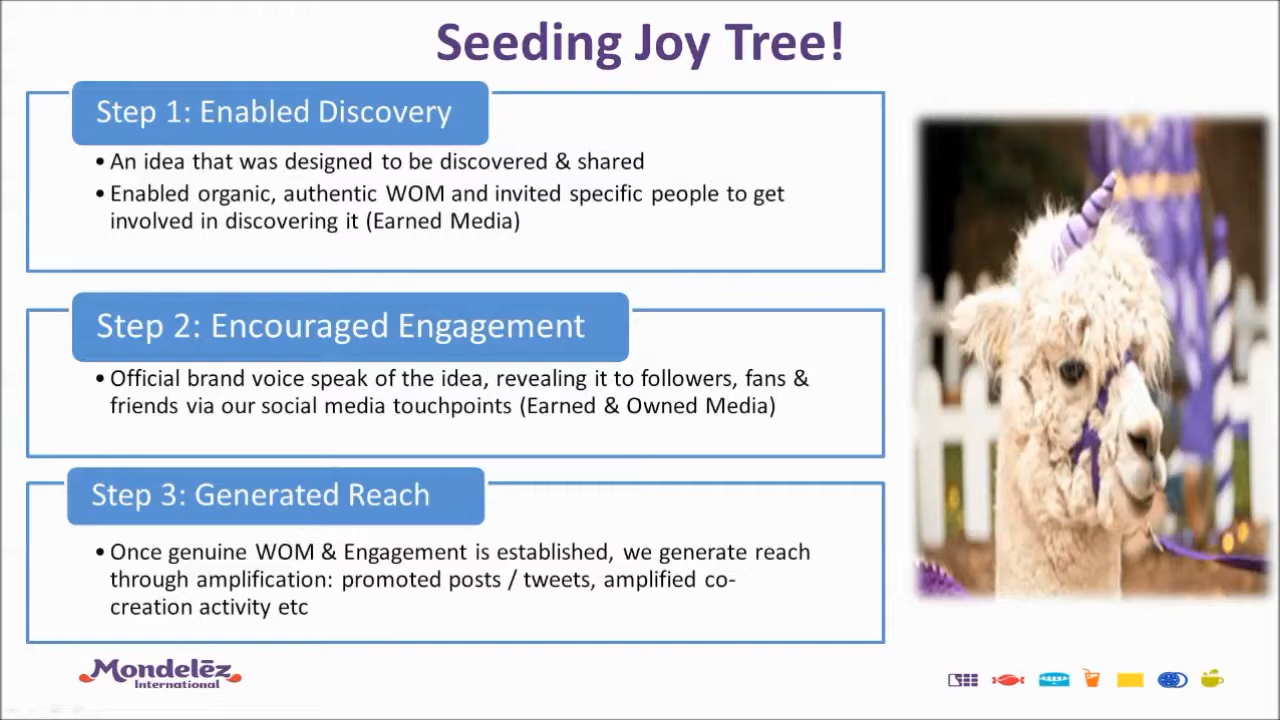 Seeding Joy Tree!
Step 1: Enabled Discovery
• An idea that was designed to be discovered & shared
• Enabled organic, authentic WOM and invited specific people to get
involved in discovering it (Earned Media)
Step 2: Encouraged Engagement
• Official brand voice speak of the idea, revealing it to followers, fans &
friends via our social media touchpoints (Earned & Owned Media)
Step 3: Generated Reach
• Once genuine WOM & Engagement is established, we generate reach
through amplification: promoted posts / tweets, amplified co-
creation activity etc
Mondelēz
International